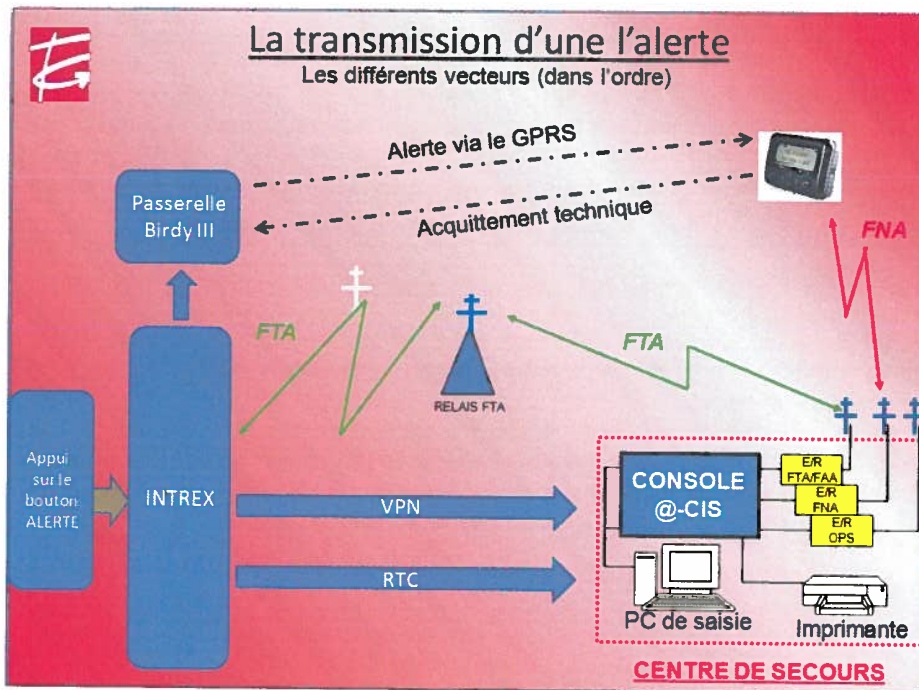 La transmission d'une l'alerte
Les différents vecteurs (dans l'ordre)
Alerte via le GPRS
Acquittement technique
Passerelle
Birdy III
FNA
FTA
FTA
RELAIS FTA
Appui
sur le
bouton
ALERTE
INTREX
VPN
RTC
CONSOLE
@-CIS
E/R
FTA/FAA
E/R
FNA
E/R
OPS
PC de saisie
Imprimante
CENTRE DE SECOURS